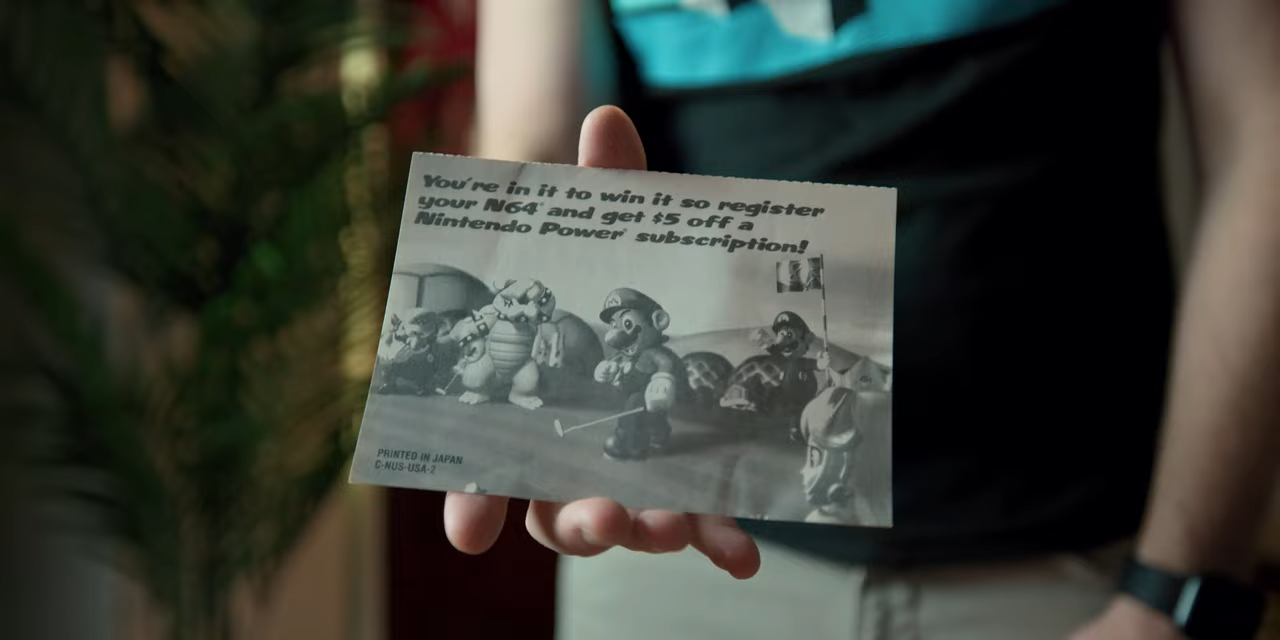 You're in it to win it so register
your N64® and get $5 off a
Nintendo Power® subscription!
PRINTED IN JAPAN
C-NUS-USA-2